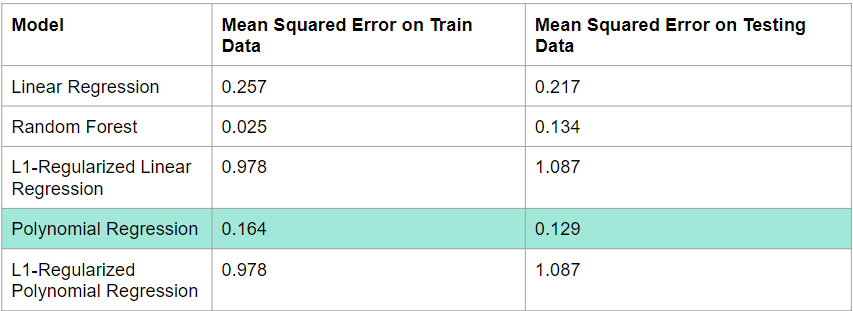 Model Mean Squared Error on Train Data Mean Squared Error on Testing Data
Linear Regression 0.257 0.217
Random Forest 0.025 0.134
L1-Regularized Linear Regression 0.978 1.087
Polynomial Regression 0.164 0.129
L1-Regularized Polynomial Regression 0.978 1.087